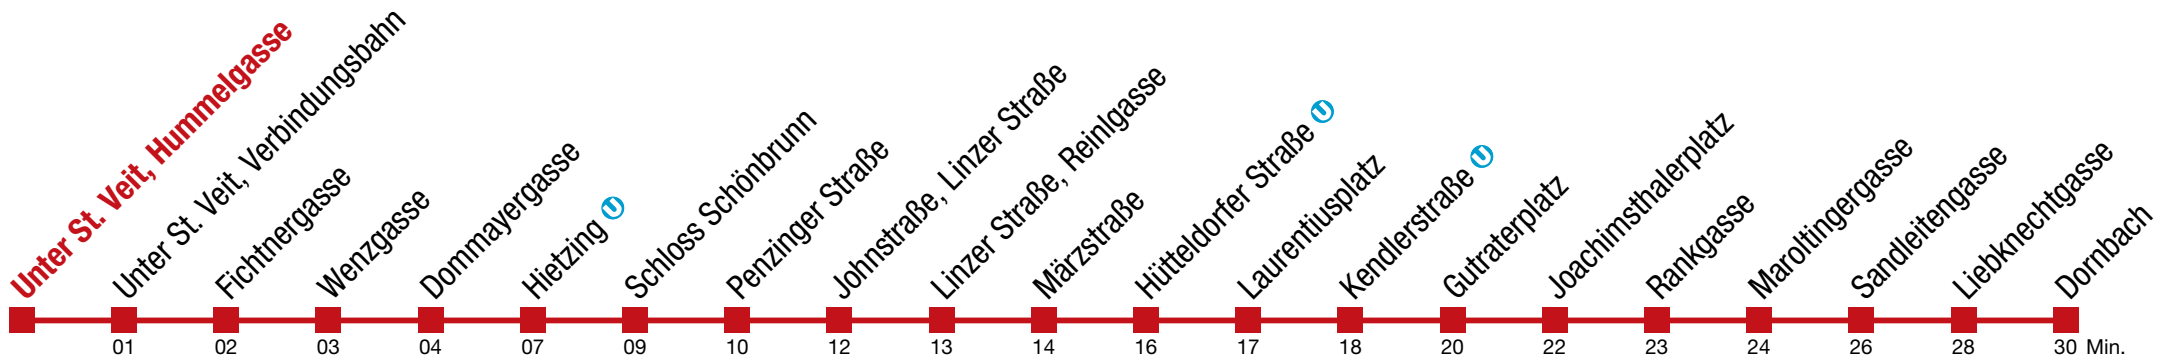 Unter St. Veit, Hummelgasse
Unter St. Veit, Verbindungsbahn
Fichtnergasse
Wenzgasse
Dommayergasse
Hietzing U
Schloss Schönbrunn
Penzinger Straße
Johnstraße, Linzer Straße
Linzer Straße, Reinlgasse
Märzstraße
Hütteldorfer Straße U
Laurentiusplatz
Kendlerstraße U
Gutraterplatz
Joachimsthalerplatz
Rankgasse
Maroltingergasse
Sandleitengasse
Liebknechtgasse
Dornbach
01 02 03 04 07 09 10 12 13 14 16 17 18 20 22 23 24 26 28 30 Min.